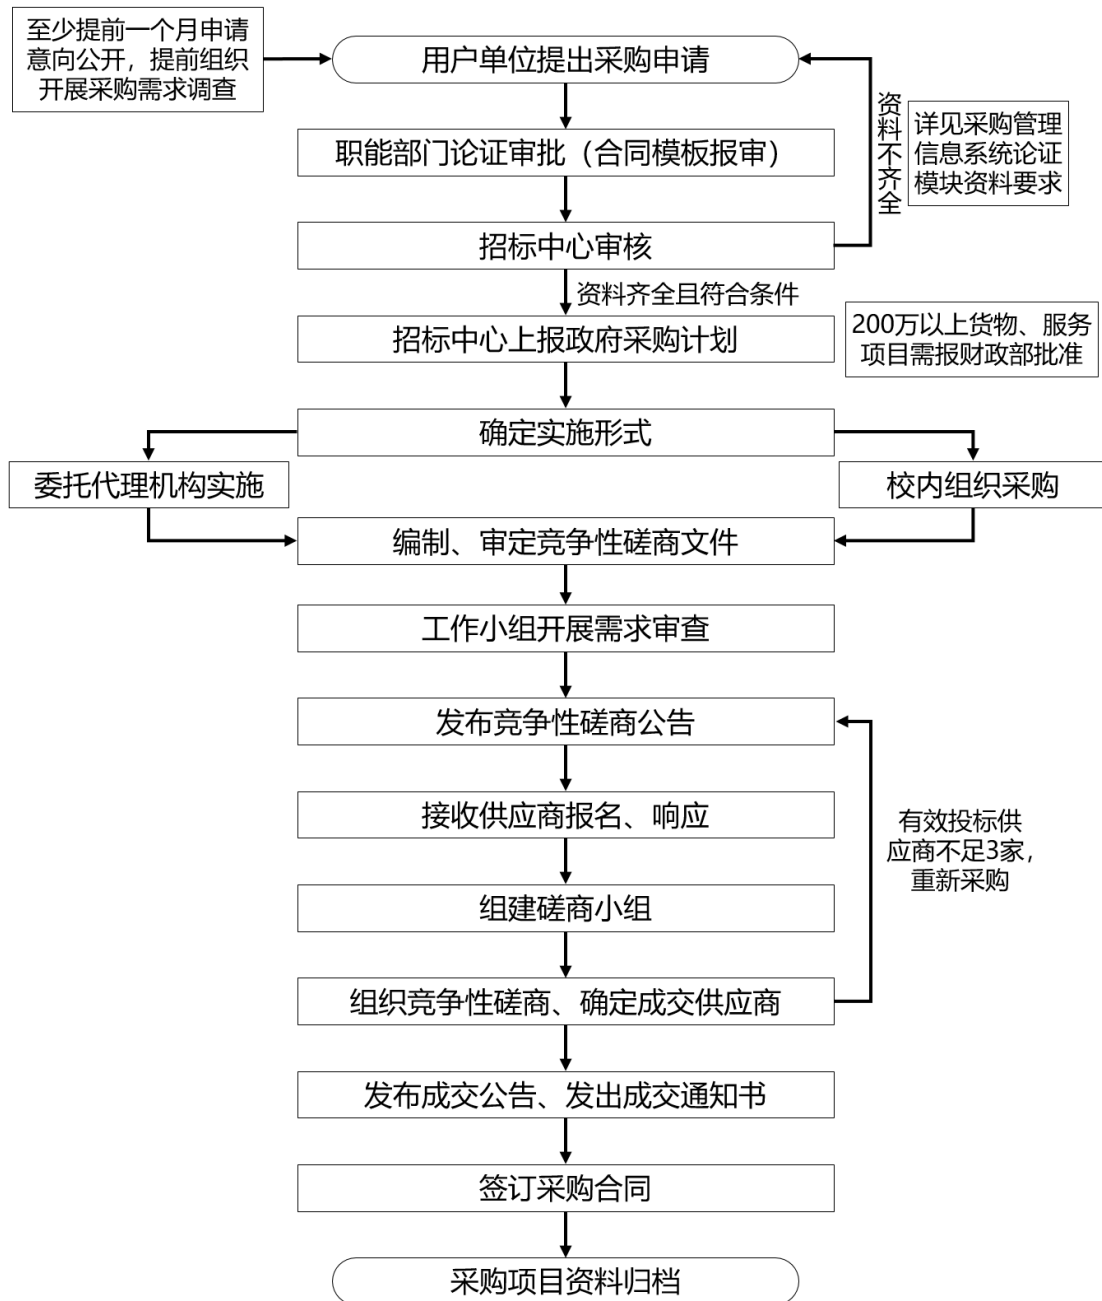 至少提前一个月申请
意向公开，提前组织
开展采购需求调查
用户单位提出采购申请
职能部门论证审批（合同模板报审）
招标中心审核
资料不齐全
详见采购管理
信息系统论证
模块资料要求
资料齐全且符合条件
招标中心上报政府采购计划
200万以上货物、服务
项目需报财政部批准
确定实施形式
委托代理机构实施
校内组织采购
编制、审定竞争性磋商文件
工作小组开展需求审查
发布竞争性磋商公告
接收供应商报名、响应
有效投标供
应商不足3家，
重新采购
组建磋商小组
组织竞争性磋商、确定成交供应商
发布成交公告、发出成交通知书
签订采购合同
采购项目资料归档